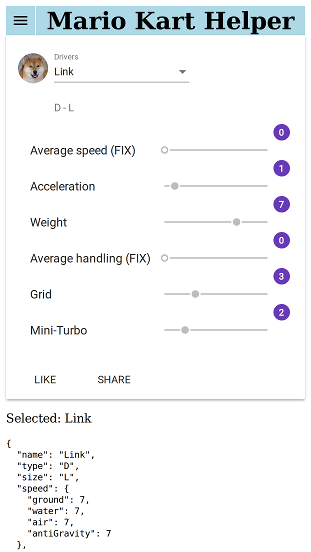 Mario Kart Helper
Drivers
Link
D - L
0
Average speed (FIX)
1
Acceleration
7
Weight
0
Average handling (FIX)
3
Grid
2
Mini-Turbo
LIKE SHARE
Selected: Link
{
"name": "Link",
"type": "D",
"size": "L",
"speed": {
"ground": 7,
"water": 7,
"air": 7,
"antiGravity": 7
},